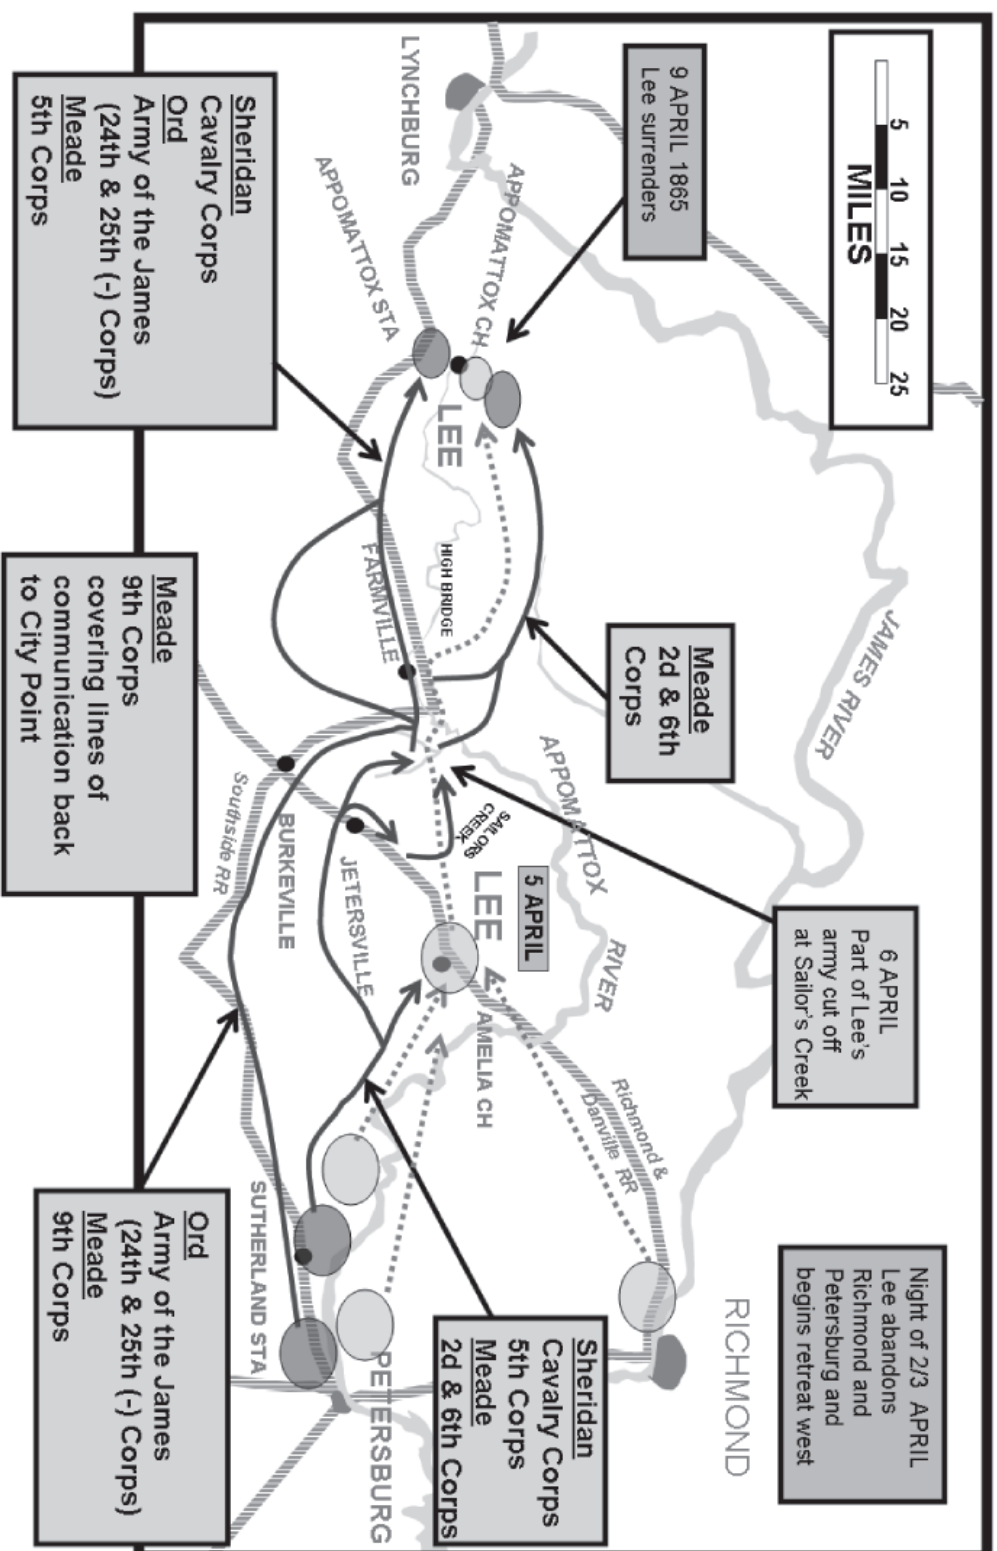 5
10
15
20
25
MILES
9 APRIL 1865
Lee surrenders
LYNCHBURG
APPOMATTOX STA
APPOMATTOX CH
LEE
HIGH BRIDGE
FARMVILLE
JAMES RIVER
Meade
2d & 6th
Corps
6 APRIL
Part of Lee's
army cut off
at Sailor's Creek
Night of 2/3 APRIL
Lee abandons
Richmond and
Petersburg and
begins retreat west
RICHMOND
APPOMATTOX
RIVER
5 APRIL
LEE
SAILORS
CREEK
AMELIA CH
JETERSVILLE
BURKEVILLE
Southside RR
Richmond &
Danville RR
SUTHERLAND STA
PETERSBURG
Sheridan
Cavalry Corps
Ord
Army of the James
(24th & 25th (-) Corps)
Meade
5th Corps
Meade
9th Corps
covering lines of
communication back
to City Point
Ord
Army of the James
(24th & 25th (-) Corps)
Meade
9th Corps
Sheridan
Cavalry Corps
5th Corps
Meade
2d & 6th Corps